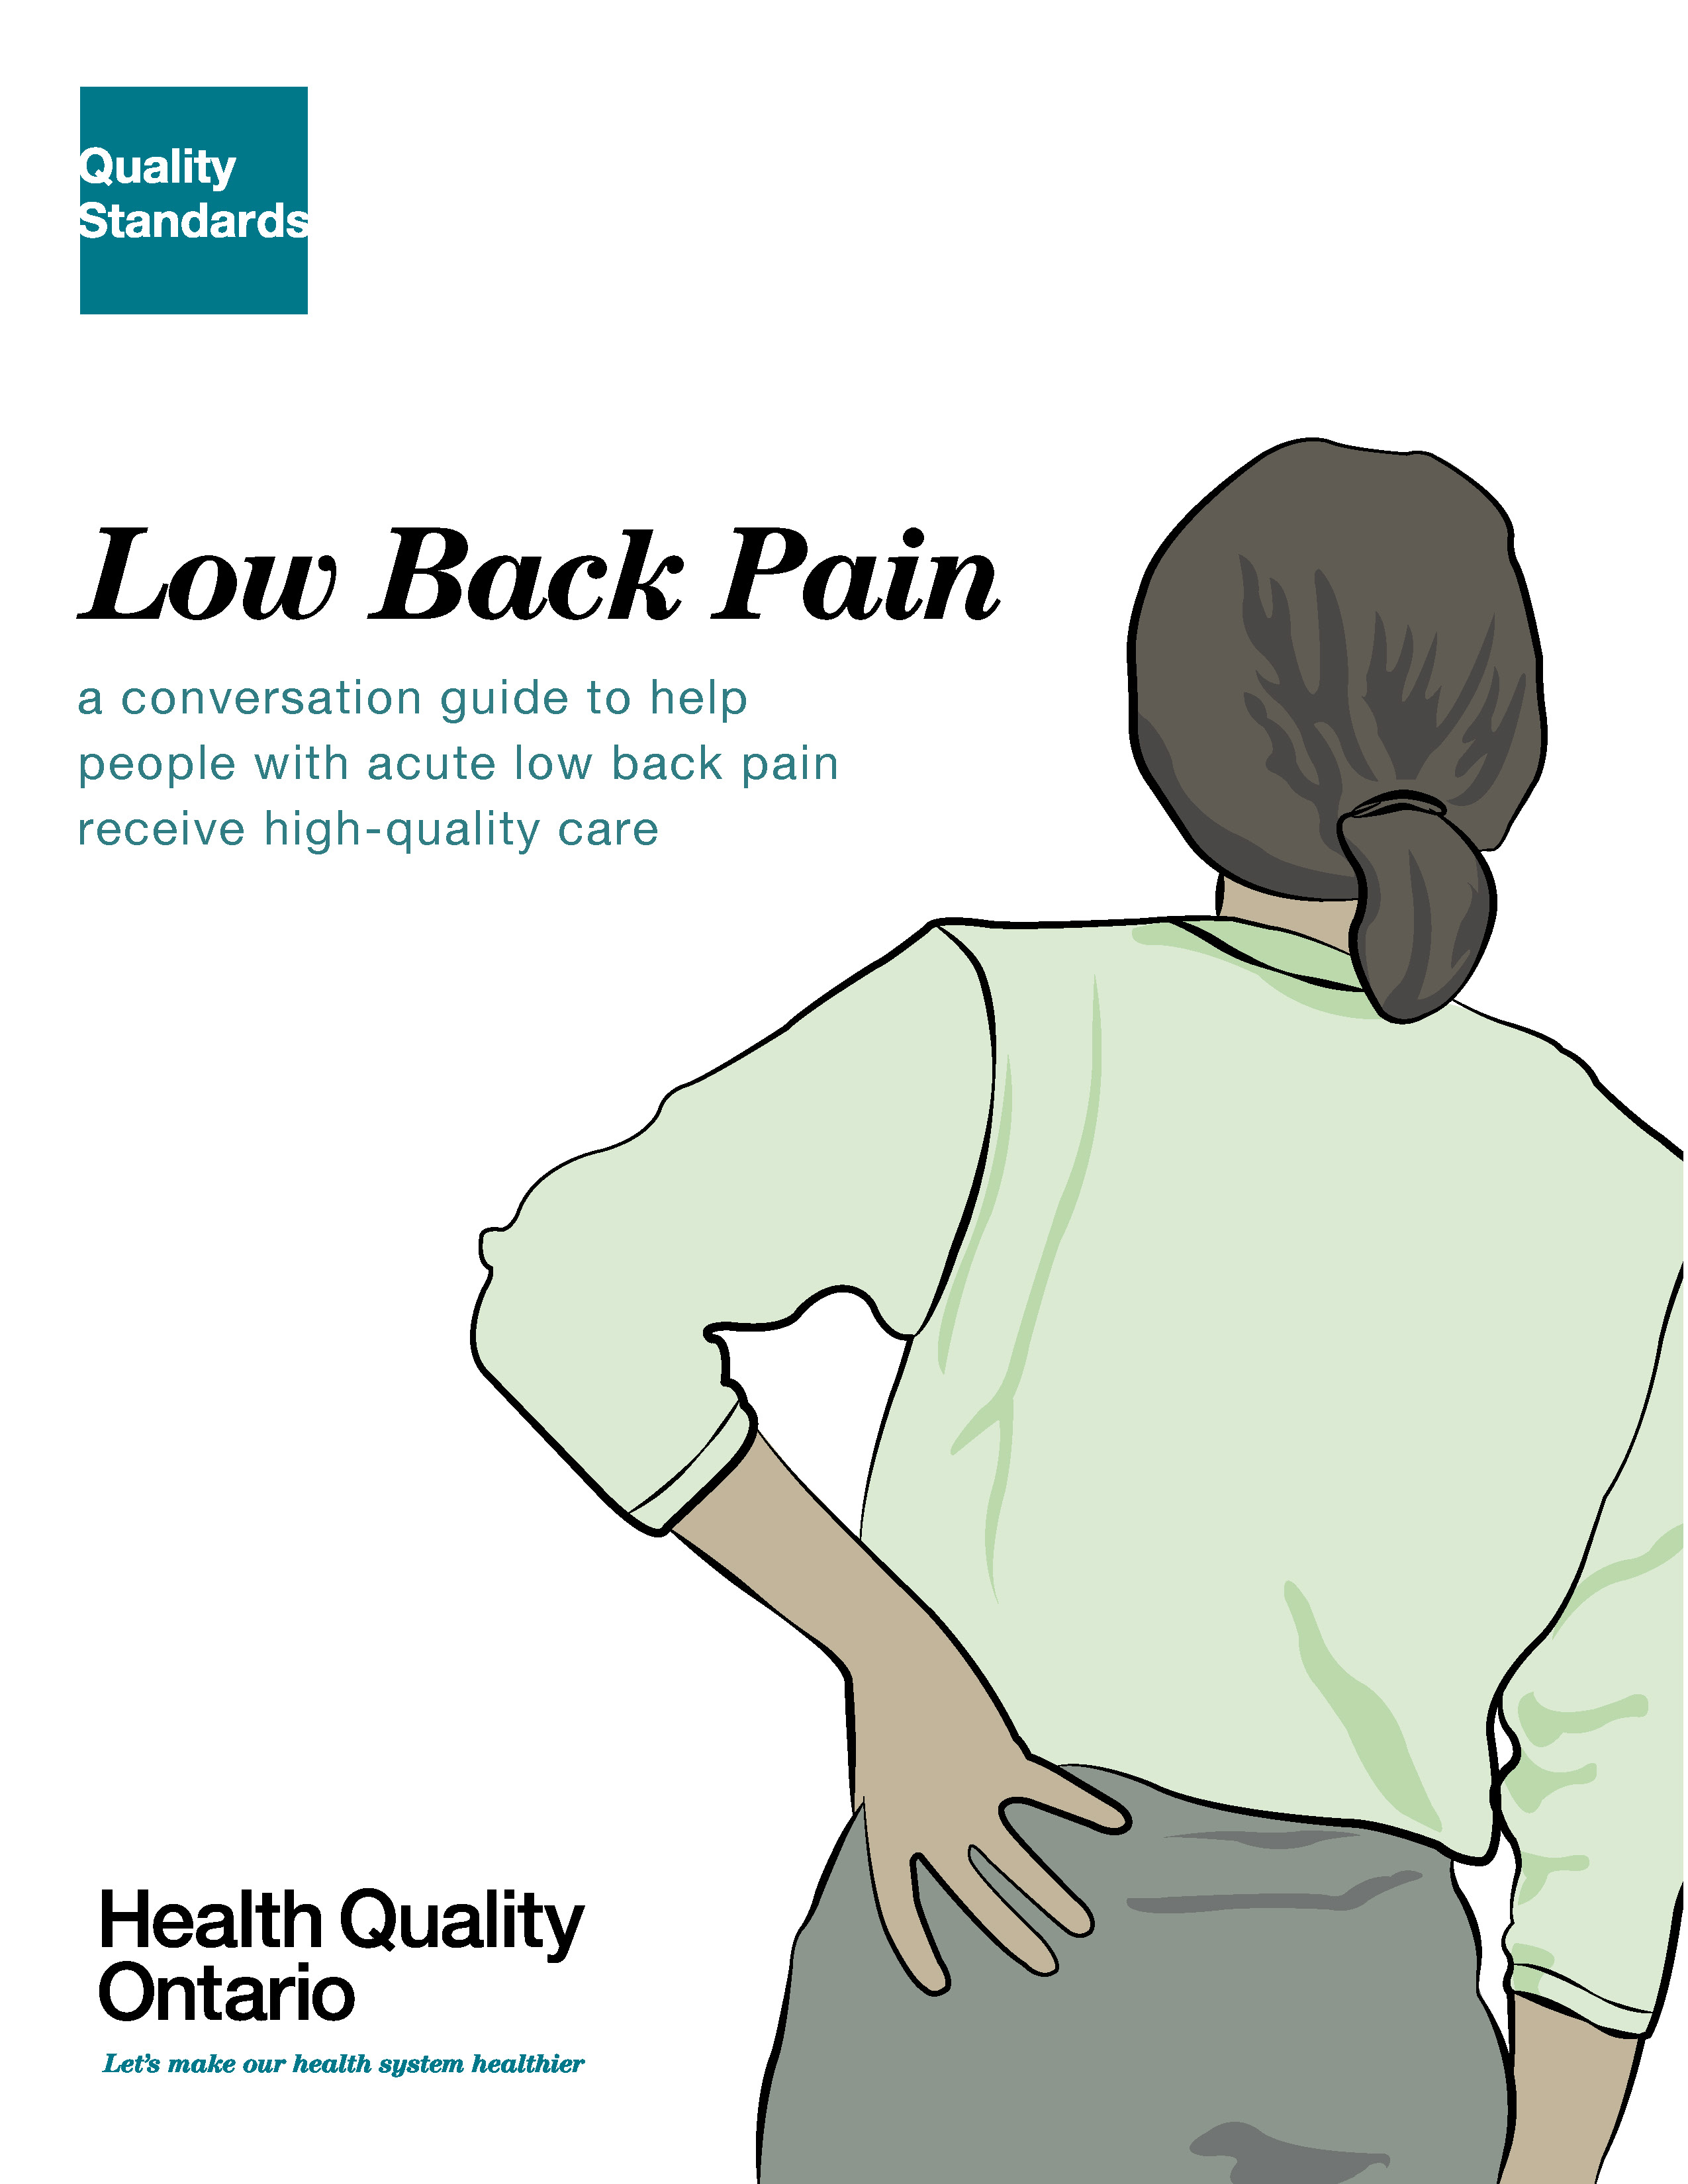 Quality
Standards
Low Back Pain
a conversation guide to help
people with acute low back pain
receive high-quality care
Health Quality
Ontario
Let's make our health system healthier